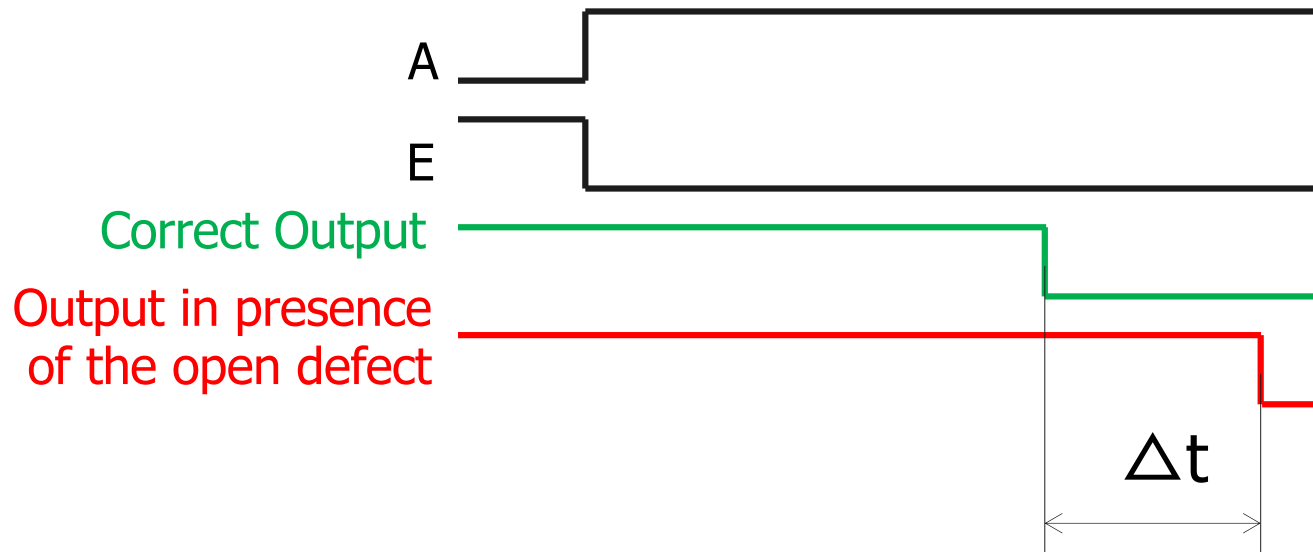 A
E
Correct Output
Output in presence
of the open defect
Δt